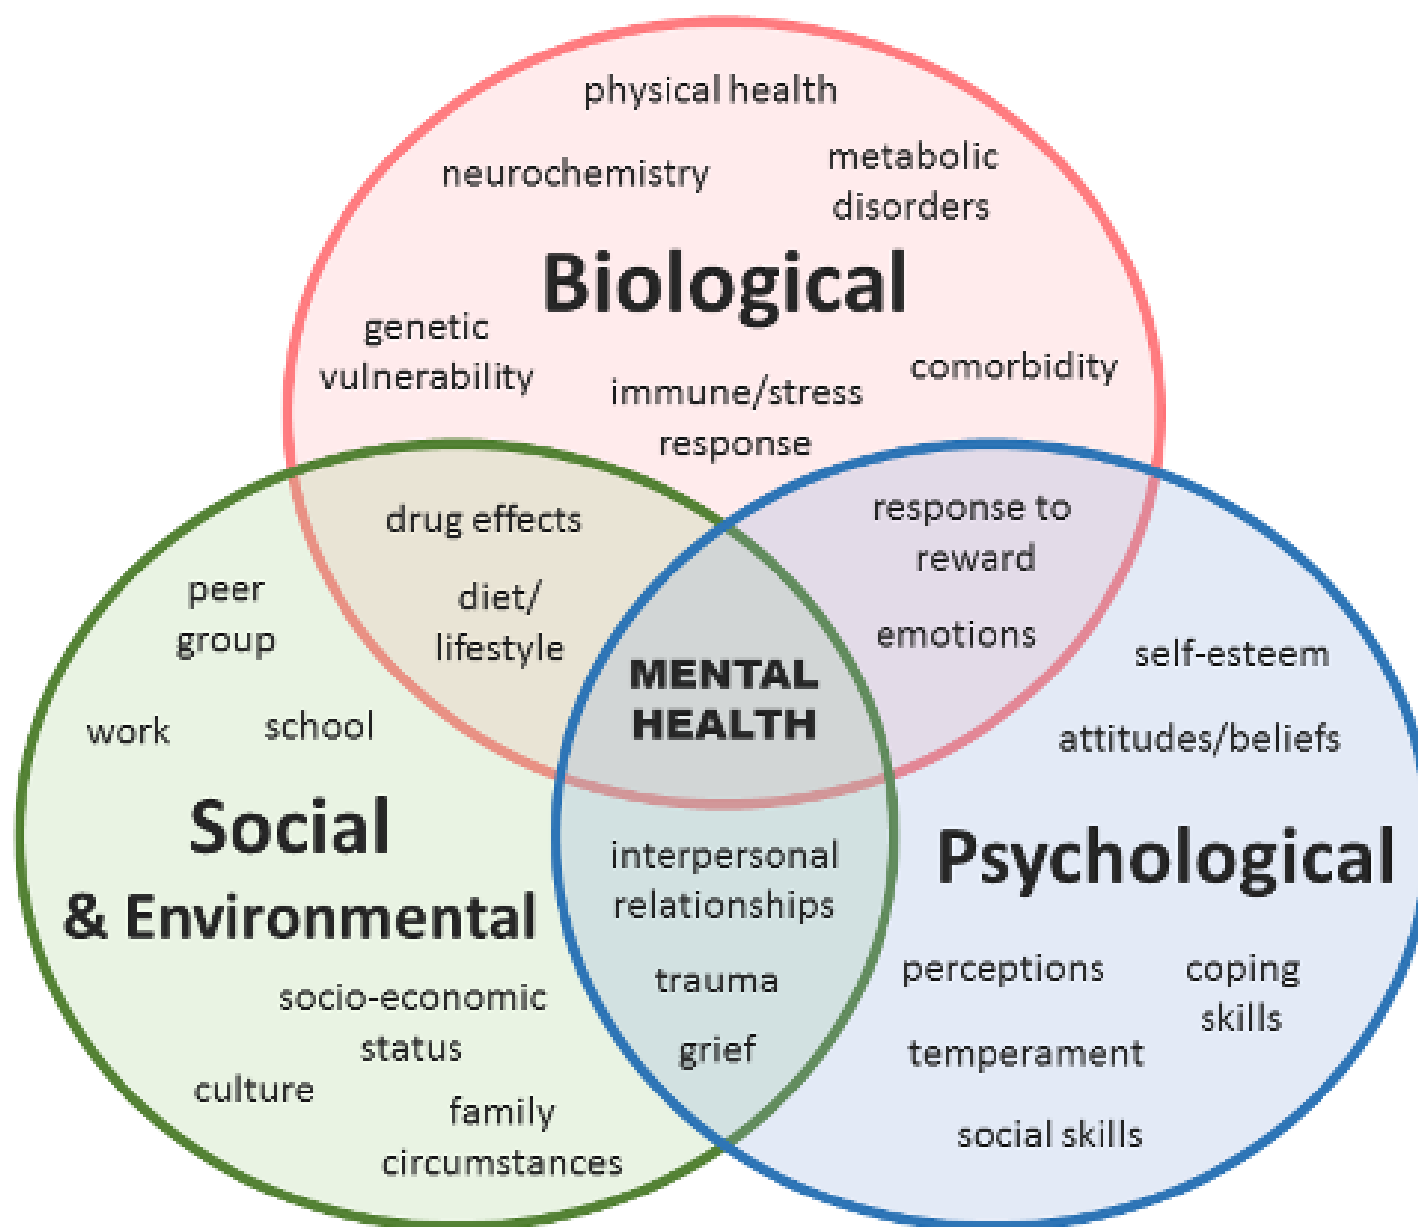 physical health
neurochemistry
metabolic
disorders
Biological
genetic
vulnerability
immune/stress
response
comorbidity
drug effects
diet/
lifestyle
response to
reward
emotions
MENTAL
HEALTH
peer
group
work
school
Social
& Environmental
socio-economic
status
culture
family
circumstances
interpersonal
relationships
trauma
grief
self-esteem
attitudes/beliefs
Psychological
perceptions
coping
skills
temperament
social skills